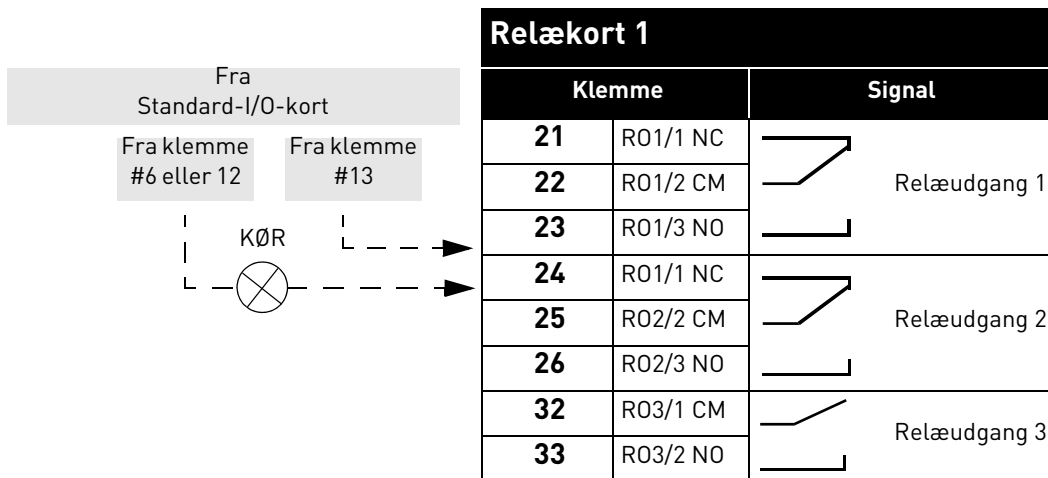 Relækort 1
Fra
Standard-I/O-kort
Klemme Signal
Fra klemme
#6 eller 12
Fra klemme
#13
KØR
21 RO1/1 NC
22 RO1/2 CM Relæudgang 1
23 RO1/3 NO
24 RO1/1 NC
25 RO2/2 CM Relæudgang 2
26 RO2/3 NO
32 RO3/1 CM
Relæudgang 3
33 RO3/2 NO